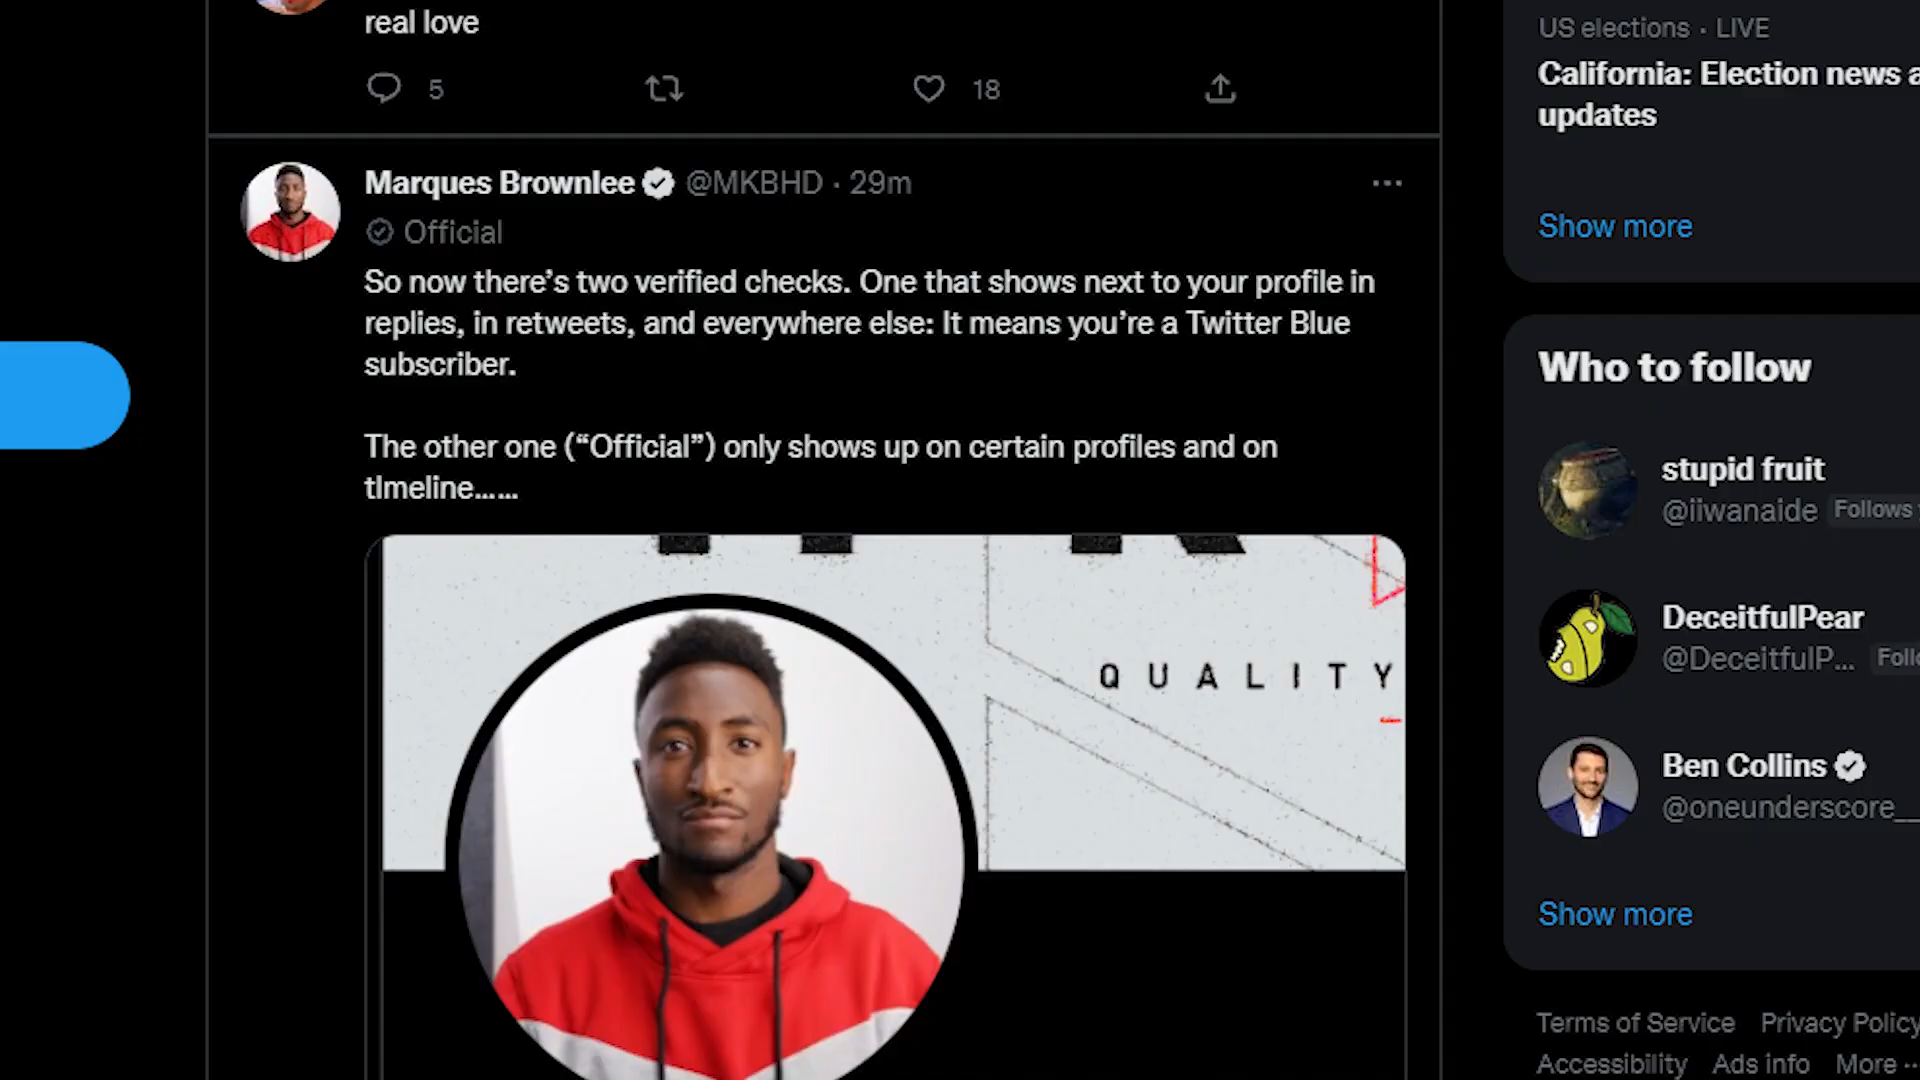 real love
5
18
Marques Brownlee @MKBHD · 29m
Official
So now there's two verified checks. One that shows next to your profile in
replies, in retweets, and everywhere else: It means you're a Twitter Blue
subscriber.
The other one (“Official”) only shows up on certain profiles and on
tImeline......
QUALITY
US elections · LIVE
California: Election news a
updates
Show more
Who to follow
stupid fruit
@iiwanaide Follows
DeceitfulPear
@DeceitfulP... Follo
Ben Collins
@oneunderscore__
Show more
Terms of Service Privacy Policy
Accessibility Ads info More ...